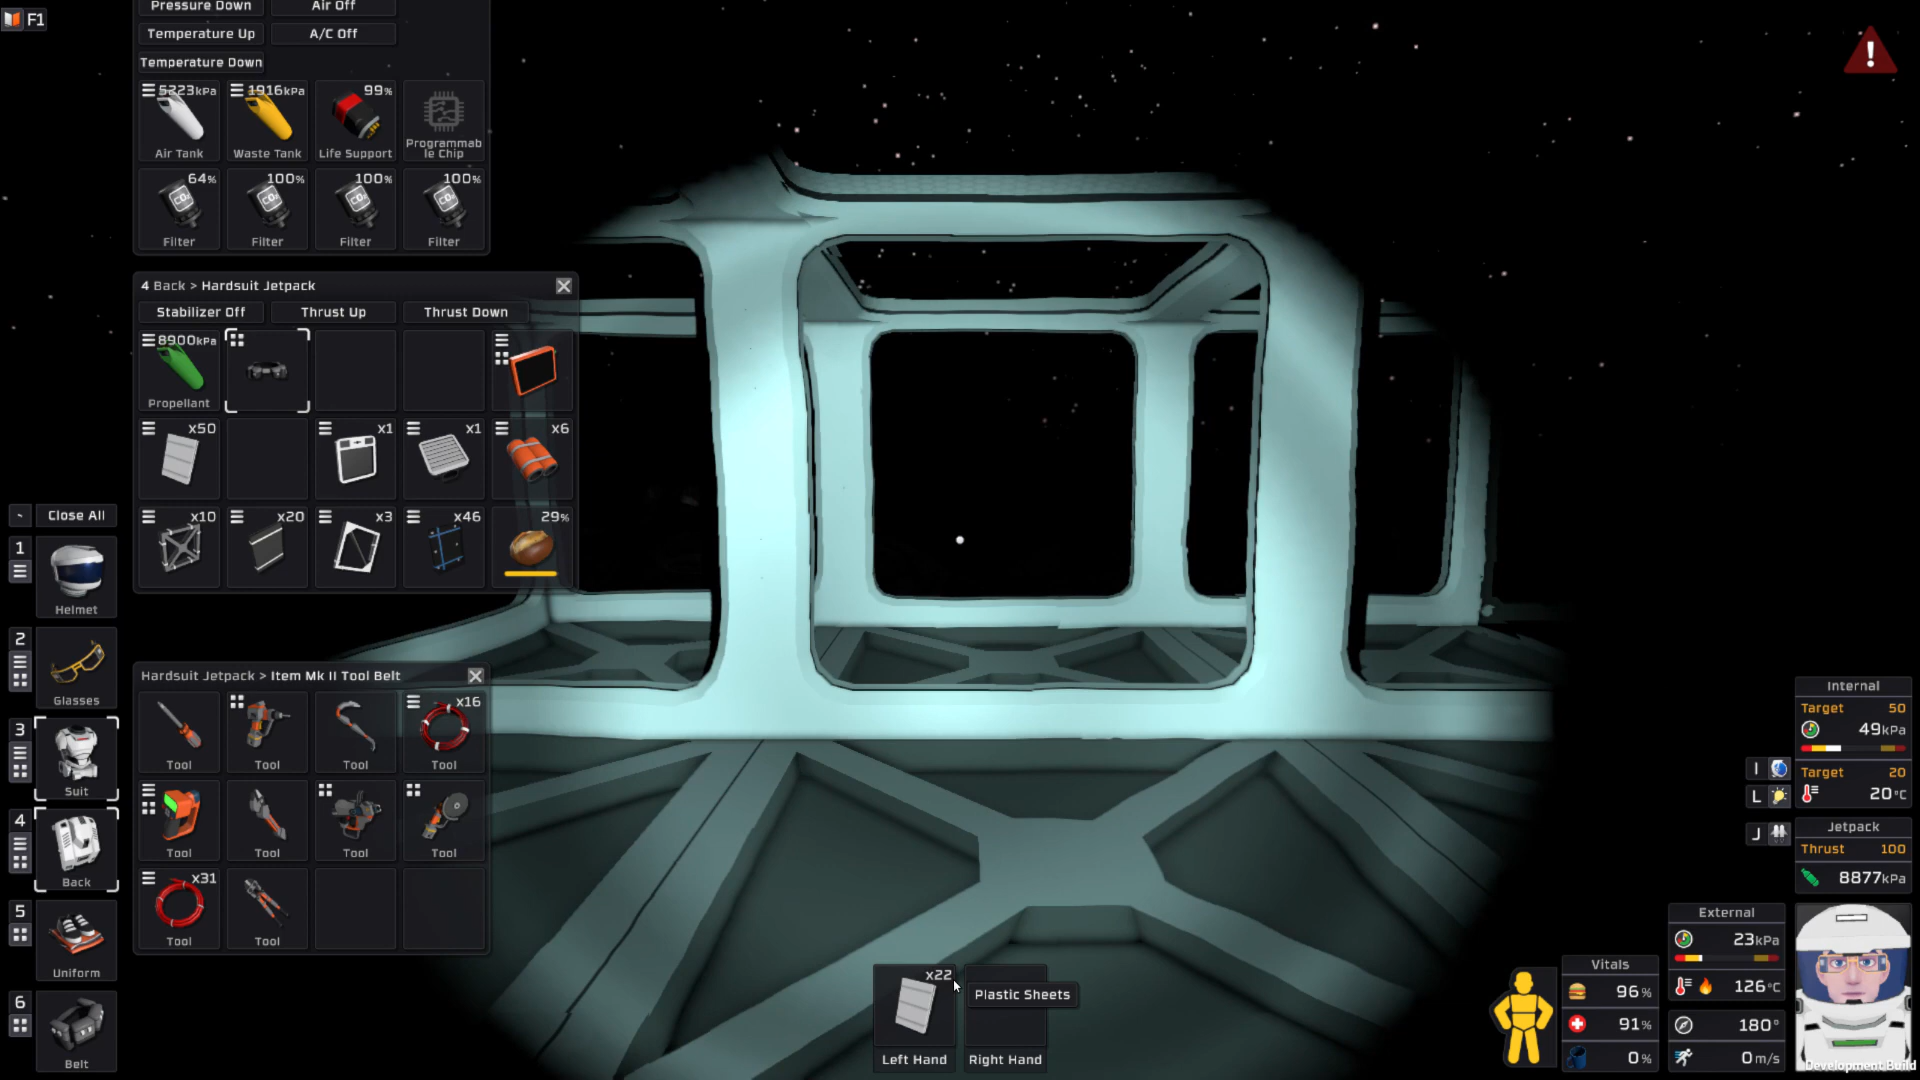 F1
Pressure Down
Air Off
Temperature Up
A/C Off
Temperature Down
5223kPa
Air Tank
1916kPa
Waste Tank
99%
Life Support
Programmab
le Chip
64%
Filter
100%
Filter
100%
Filter
100%
Filter
4 Back > Hardsuit Jetpack
Stabilizer Off
Thrust Up
Thrust Down
8900kPa
Propellant
x50
x1
x1
x6
x10
x20
x3
x46
29%
Hardsuit Jetpack > Item Mk II Tool Belt
Tool
Tool
Tool
x16
Tool
Tool
Tool
Tool
Tool
x31
Tool
Tool
~ Close All
1
Helmet
2
Glasses
3
Suit
4
Back
5
Uniform
6
Belt
x22
Left Hand
Plastic Sheets
Right Hand
Internal
Target 50
49kPa
Target 20
20°C
I
L
J
Jetpack
Thrust 100
8877kPa
External
23kPa
126°C
180°
0m/s
Vitals
96%
91%
0%
Development Build